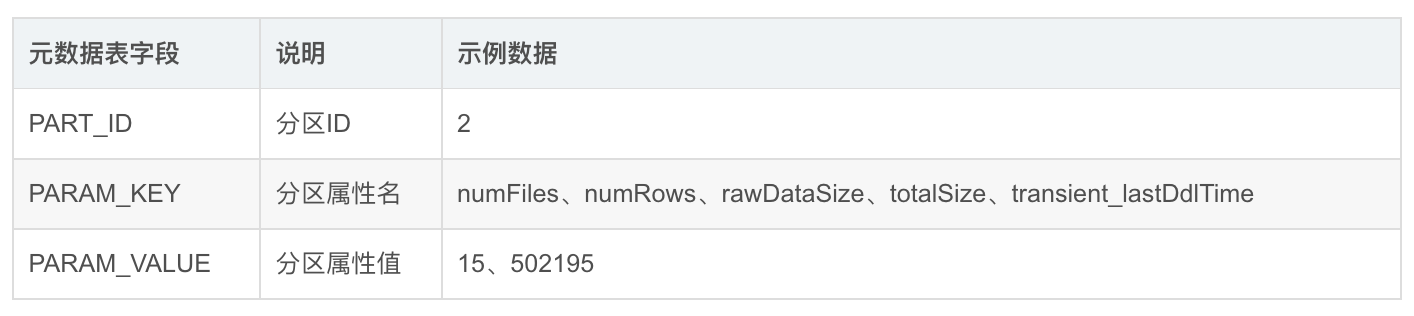 元数据表字段 说明 示例数据
PART_ID 分区ID 2
PARAM_KEY 分区属性名 numFiles、numRows、rawDataSize、totalSize、transient_lastDdlTime
PARAM_VALUE 分区属性值 15、502195